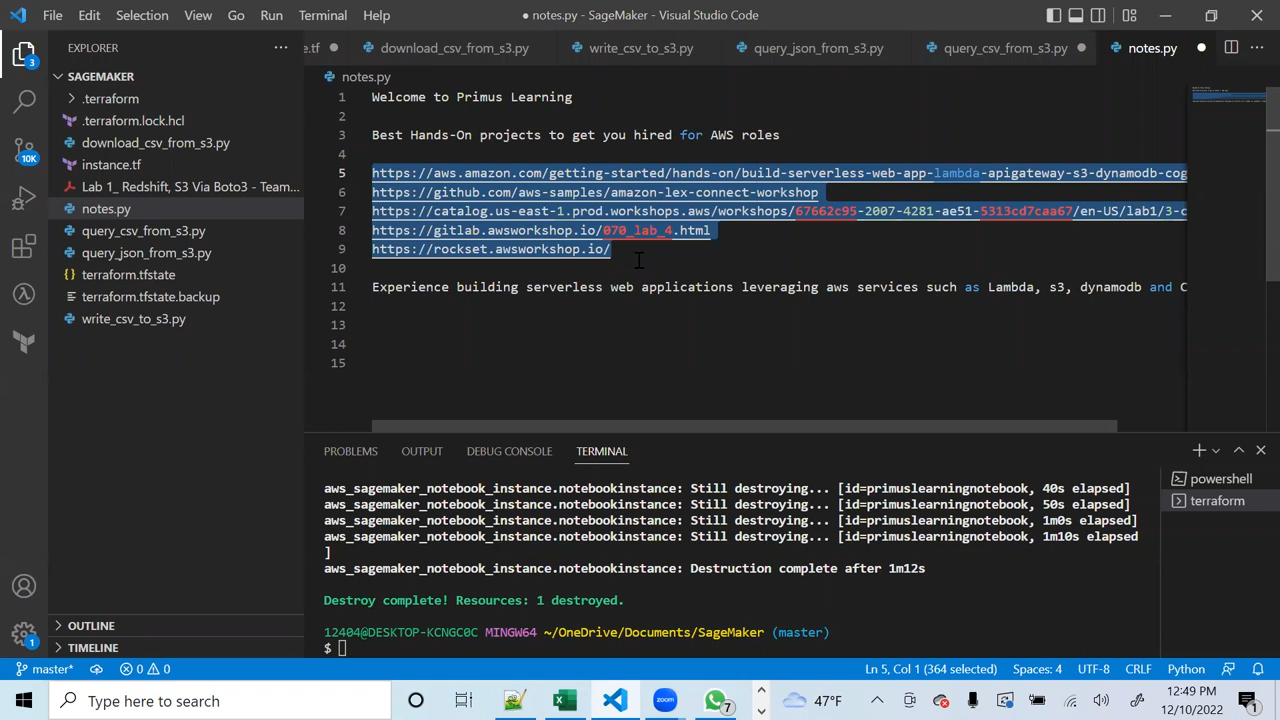 File Edit Selection View Go Run Terminal Help
● notes.py - SageMaker - Visual Studio Code
EXPLORER
SAGEMAKER
.terraform
.terraform.lock.hcl
download_csv_from_s3.py
instance.tf
Lab 1_ Redshift, S3 Via Boto3 - Team...
notes.py
query_csv_from_s3.py
query_json_from_s3.py
terraform.tfstate
terraform.tfstate.backup
write_csv_to_s3.py
OUTLINE
TIMELINE
3
10K
1
.tf download_csv_from_s3.py write_csv_to_s3.py query_json_from_s3.py query_csv_from_s3.py notes.py
notes.py
1 Welcome to Primus Learning
2
3 Best Hands-On projects to get you hired for AWS roles
4
5 https://aws.amazon.com/getting-started/hands-on/build-serverless-web-app-lambda-apigateway-s3-dynamodb-cog
6 https://github.com/aws-samples/amazon-lex-connect-workshop
7 https://catalog.us-east-1.prod.workshops.aws/workshops/67662c95-2007-4281-ae51-5313cd7caa67/en-US/lab1/3-c
8 https://gitlab.awsworkshop.io/070_lab_4.html
9 https://rockset.awsworkshop.io/
10
11 Experience building serverless web applications leveraging aws services such as Lambda, s3, dynamodb and C
12
13
14
15
PROBLEMS OUTPUT DEBUG CONSOLE TERMINAL
powershell
terraform
aws_sagemaker_notebook_instance.notebookinstance: Still destroying... [id=primuslearningnotebook, 40s elapsed]
aws_sagemaker_notebook_instance.notebookinstance: Still destroying... [id=primuslearningnotebook, 50s elapsed]
aws_sagemaker_notebook_instance.notebookinstance: Still destroying... [id=primuslearningnotebook, 1m0s elapsed]
aws_sagemaker_notebook_instance.notebookinstance: Still destroying... [id=primuslearningnotebook, 1m10s elapsed
]
aws_sagemaker_notebook_instance.notebookinstance: Destruction complete after 1m12s
Destroy complete! Resources: 1 destroyed.
12404@DESKTOP-KCNGC0C MINGW64 ~/OneDrive/Documents/SageMaker (master)
$
master* 0 0 Ln 5, Col 1 (364 selected) Spaces: 4 UTF-8 CRLF Python
Type here to search
zoom
7
47°F
12:49 PM
12/10/2022
1